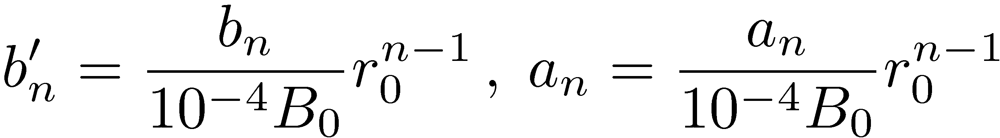 b'_n = \frac{b_n}{10^{-4} B_0} r_0^{n-1} , a_n = \frac{a_n}{10^{-4} B_0} r_0^{n-1}